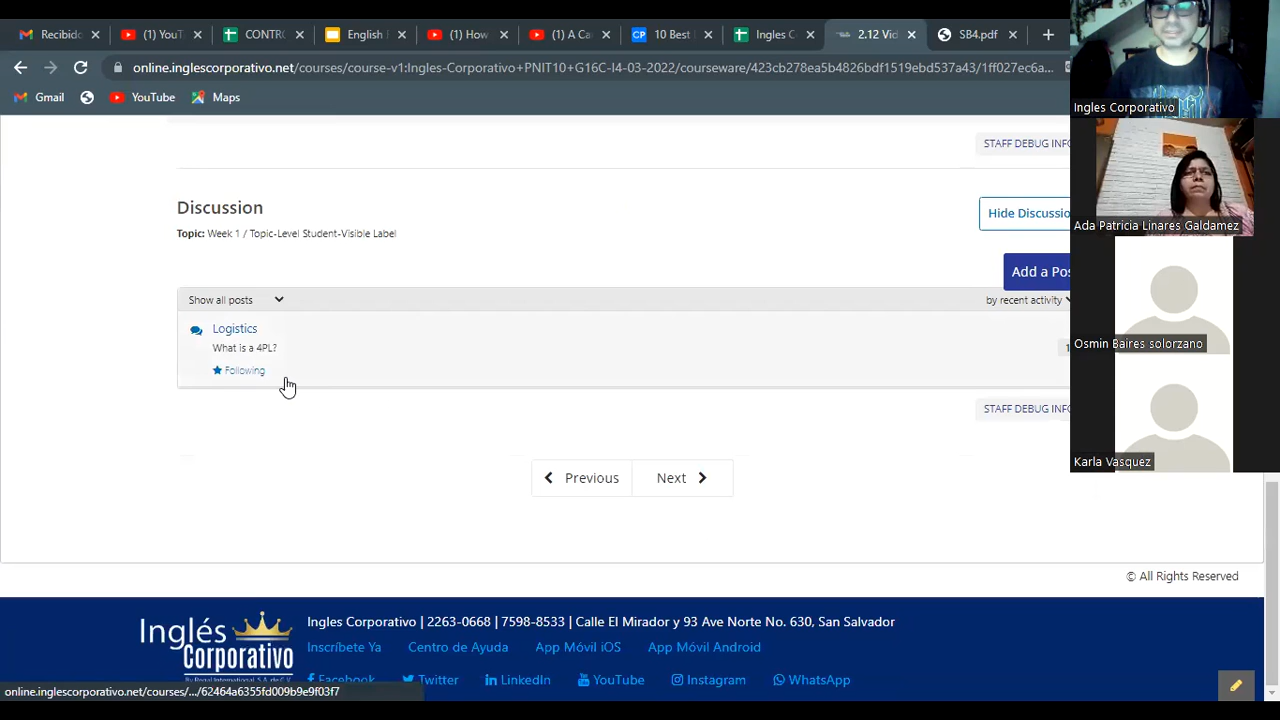 Recibido
(1) YouT
CONTRO
English
(1) How
(1) A Ca
10 Best
Ingles C
2.12 Vid
SB4.pdf
online.inglescorporativo.net/courses/course-v1:Ingles-Corporativo+PNIT10+G16C-I4-03-2022/courseware/423cb278ea5b4826bdf1519ebd537a43/1ff027ec6a...
Gmail
YouTube
Maps
Ingles Corporativo
STAFF DEBUG INFO
Discussion
Hide Discussio
Topic: Week 1 / Topic-Level Student-Visible Label
Ada Patricia Linares Galdamez
Add a Pos
Show all posts
by recent activity
Logistics
What is a 4PL?
Following
Osmin Baires solorzano
STAFF DEBUG INFO
Karla Vasquez
Previous
Next
© All Rights Reserved
Inglés Corporativo
Ingles Corporativo | 2263-0668 | 7598-8533 | Calle El Mirador y 93 Ave Norte No. 630, San Salvador
Inscríbete Ya Centro de Ayuda App Móvil iOS App Móvil Android
Facebook Twitter LinkedIn YouTube Instagram WhatsApp
online.inglescorporativo.net/courses/.../62464a6355fd009b9e9f03f7